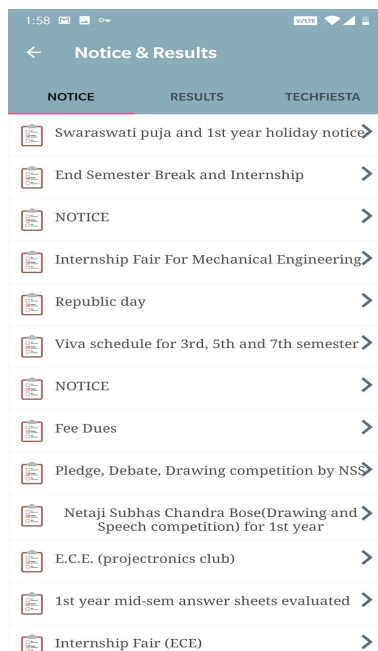 1:58
VoLTE
Notice & Results
NOTICE RESULTS TECHFIESTA
Swaraswati puja and 1st year holiday notice
End Semester Break and Internship
NOTICE
Internship Fair For Mechanical Engineering
Republic day
Viva schedule for 3rd, 5th and 7th semester
NOTICE
Fee Dues
Pledge, Debate, Drawing competition by NSS
Netaji Subhas Chandra Bose(Drawing and
Speech competition) for 1st year
E.C.E. (projectronics club)
1st year mid-sem answer sheets evaluated
Internship Fair (ECE)